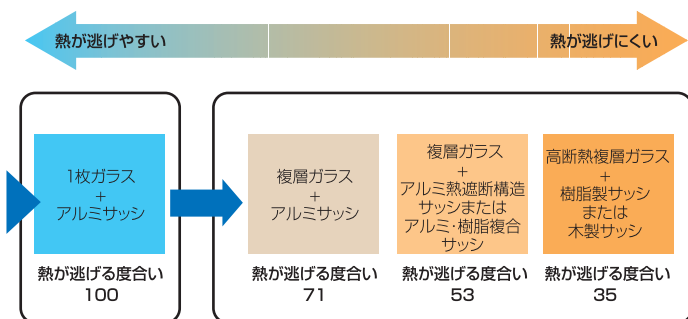 熱が逃げやすい
熱が逃げにくい
1枚ガラス
+
アルミサッシ
熱が逃げる度合い
100
複層ガラス
+
アルミサッシ
熱が逃げる度合い
71
複層ガラス
+
アルミ熱遮断構造
サッシまたは
アルミ・樹脂複合
サッシ
熱が逃げる度合い
53
高断熱複層ガラス
+
樹脂製サッシ
または
木製サッシ
熱が逃げる度合い
35